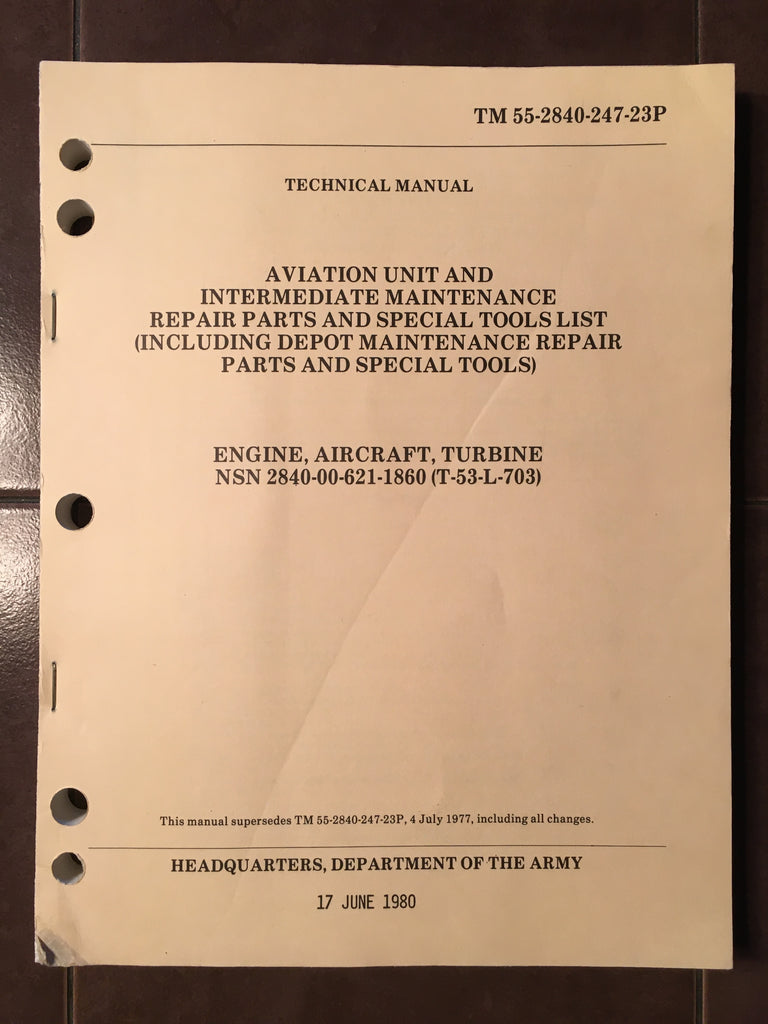 TM 55-2840-247-23P
TECHNICAL MANUAL
AVIATION UNIT AND
INTERMEDIATE MAINTENANCE
REPAIR PARTS AND SPECIAL TOOLS LIST
(INCLUDING DEPOT MAINTENANCE REPAIR
PARTS AND SPECIAL TOOLS)
ENGINE, AIRCRAFT, TURBINE
NSN 2840-00-621-1860 (T-53-L-703)
This manual supersedes TM 55-2840-247-23P, 4 July 1977, including all changes.
HEADQUARTERS, DEPARTMENT OF THE ARMY
17 JUNE 1980